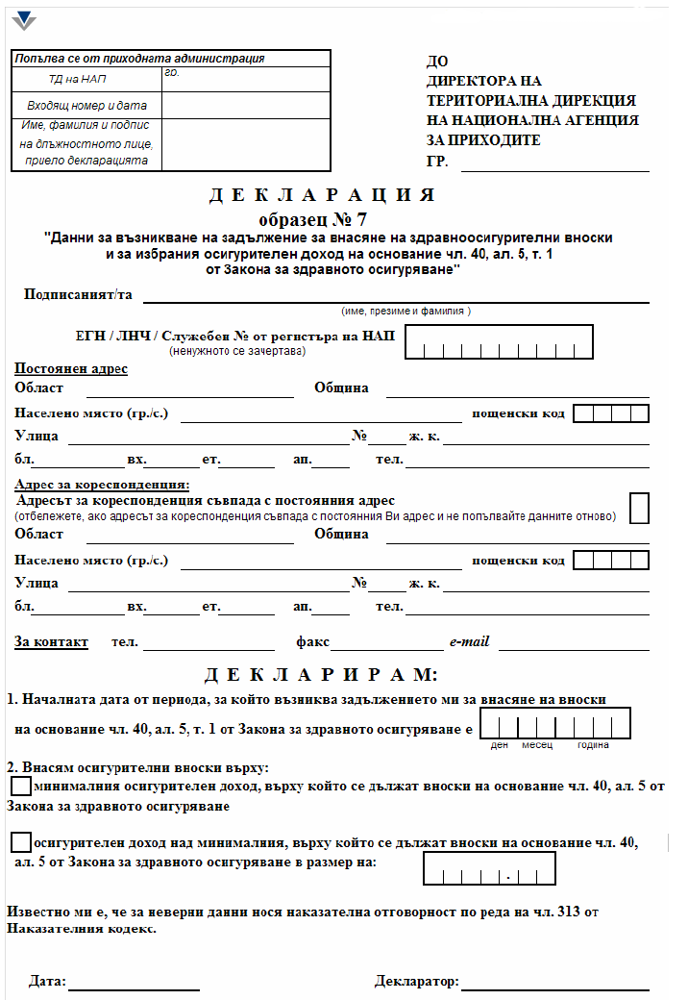 Попълва се от приходната администрация
ТД на НАП
гр.
Входящ номер и дата
Име, фамилия и подпис
на длъжностното лице,
приело декларацията
ДО
ДИРЕКТОРА НА
ТЕРИТОРИАЛНА ДИРЕКЦИЯ
НА НАЦИОНАЛНА АГЕНЦИЯ
ЗА ПРИХОДИТЕ
ГР.
Д Е К Л А Р А Ц И Я
образец № 7
"Данни за възникване на задължение за внасяне на здравноосигурителни вноски
и за избрания осигурителен доход на основание чл. 40, ал. 5, т. 1
от Закона за здравното осигуряване"
Подписаният/та
(име, презиме и фамилия )
ЕГН / ЛНЧ / Служебен № от регистъра на НАП
(ненужното се зачертава)
Постоянен адрес
Област Община
Населено място (гр./с.) пощенски код
Улица № ж. к.
бл. вх. ет. ап. тел.
Адрес за кореспонденция:
Адресът за кореспонденция съвпада с постоянния адрес
(отбележете, ако адресът за кореспонденция съвпада с постоянния Ви адрес и не попълвайте данните отново)
Област Община
Населено място (гр./с.) пощенски код
Улица № ж. к.
бл. вх. ет. ап. тел.
За контакт тел. факс e-mail
Д Е К Л А Р И Р А М:
1. Началната дата от периода, за който възниква задължението ми за внасяне на вноски
на основание чл. 40, ал. 5, т. 1 от Закона за здравното осигуряване е
ден месец година
2. Внасям осигурителни вноски върху:
минималния осигурителен доход, върху който се дължат вноски на основание чл. 40, ал. 5 от
Закона за здравното осигуряване
осигурителен доход над минималния, върху който се дължат вноски на основание чл. 40,
ал. 5 от Закона за здравното осигуряване в размер на: .
Известно ми е, че за неверни данни нося наказателна отговорност по реда на чл. 313 от
Наказателния кодекс.
Дата: Декларатор: